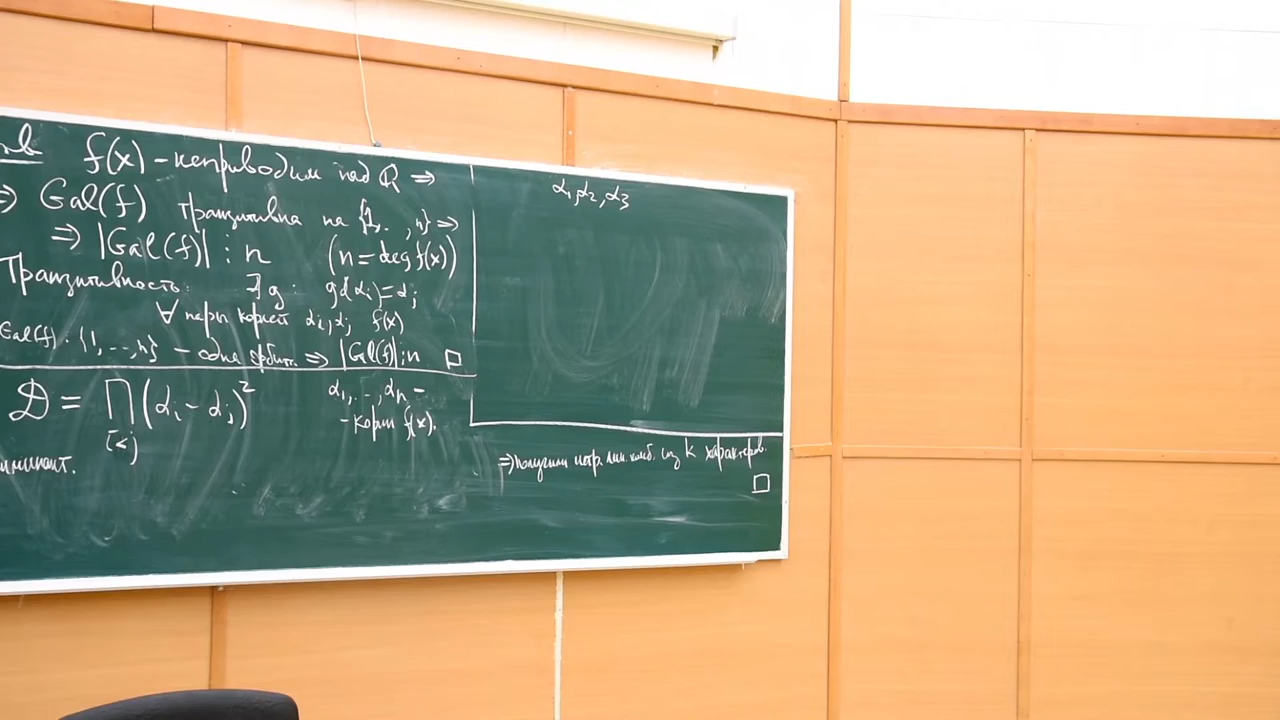 f(x) - неприводим над Q ⇒
⇒ Gal(f) транзитивна на {1,..,n} ⇒
⇒ |Gal(f)| ⋮ n (n = deg f(x))
Транзитивность: ∃g: g(αᵢ) = αⱼ
∀ пары корней αᵢ, αⱼ f(x)
Gal(f): {1,...,n} - одна орбит. ⇒ |Gal(f)| ⋮ n □
D = ∏(αᵢ - αⱼ)² α₁,...,αₙ -
i<j - корни f(x).
α₁, α₂, α₃
⇒ получили нетр. лин. комб. из k характеров.
□